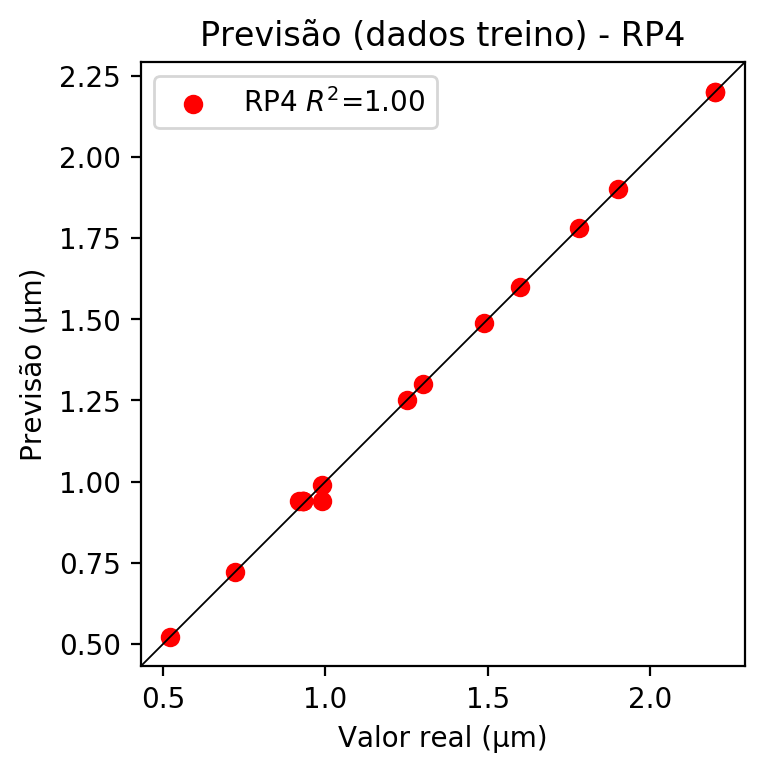 Previsão (dados treino) - RP4
RP4 R²=1.00
Previsão (μm)
2.25
2.00
1.75
1.50
1.25
1.00
0.75
0.50
0.5 1.0 1.5 2.0
Valor real (μm)